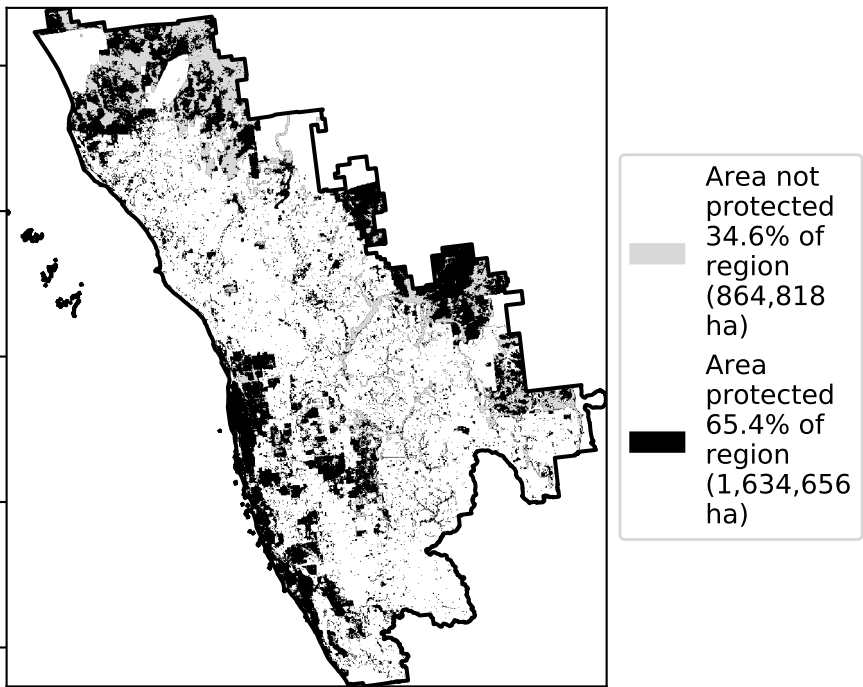 Area not
protected
34.6% of
region
(864,818
ha)
Area
protected
65.4% of
region
(1,634,656
ha)